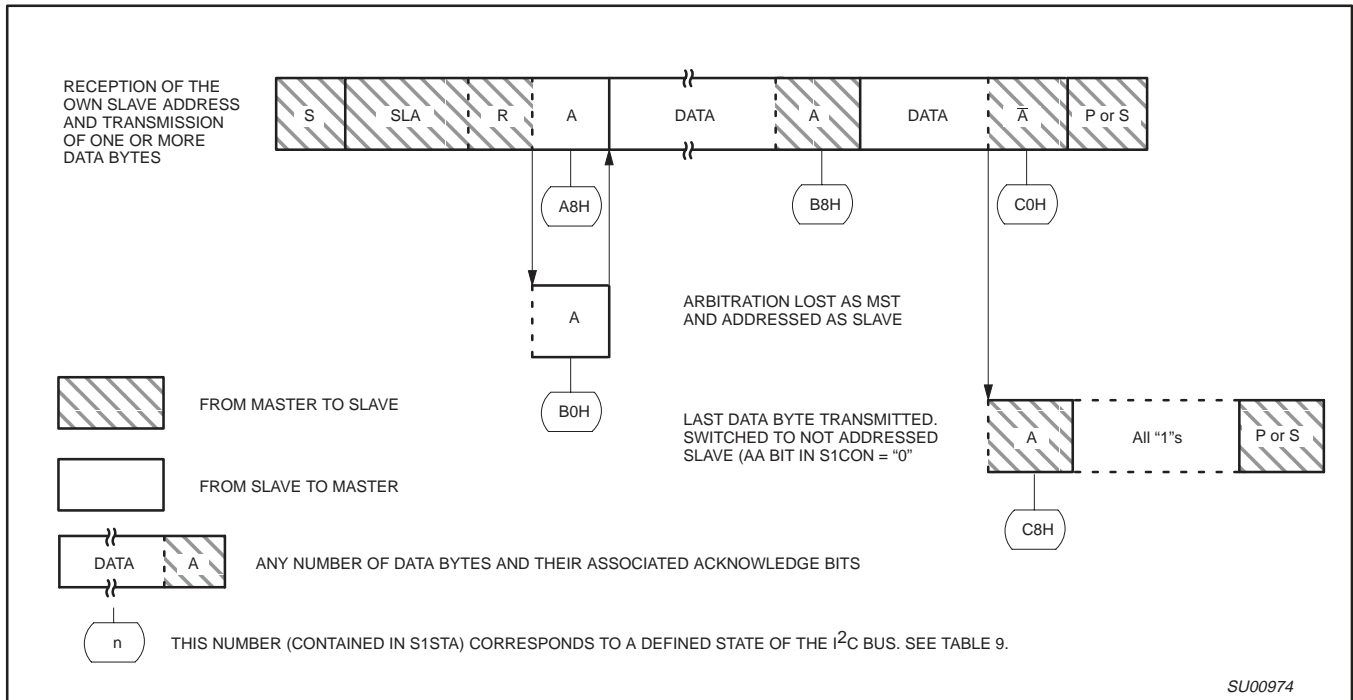 RECEPTION OF THE
OWN SLAVE ADDRESS
AND TRANSMISSION
OF ONE OR MORE
DATA BYTES
S
SLA
R
A
DATA
A
DATA
A̅
P or S
A8H
B8H
C0H
A
ARBITRATION LOST AS MST
AND ADDRESSED AS SLAVE
B0H
FROM MASTER TO SLAVE
LAST DATA BYTE TRANSMITTED.
SWITCHED TO NOT ADDRESSED
SLAVE (AA BIT IN S1CON = “0”
A
All “1”s
P or S
C8H
FROM SLAVE TO MASTER
DATA
A
ANY NUMBER OF DATA BYTES AND THEIR ASSOCIATED ACKNOWLEDGE BITS
n
THIS NUMBER (CONTAINED IN S1STA) CORRESPONDS TO A DEFINED STATE OF THE I²C BUS. SEE TABLE 9.
SU00974